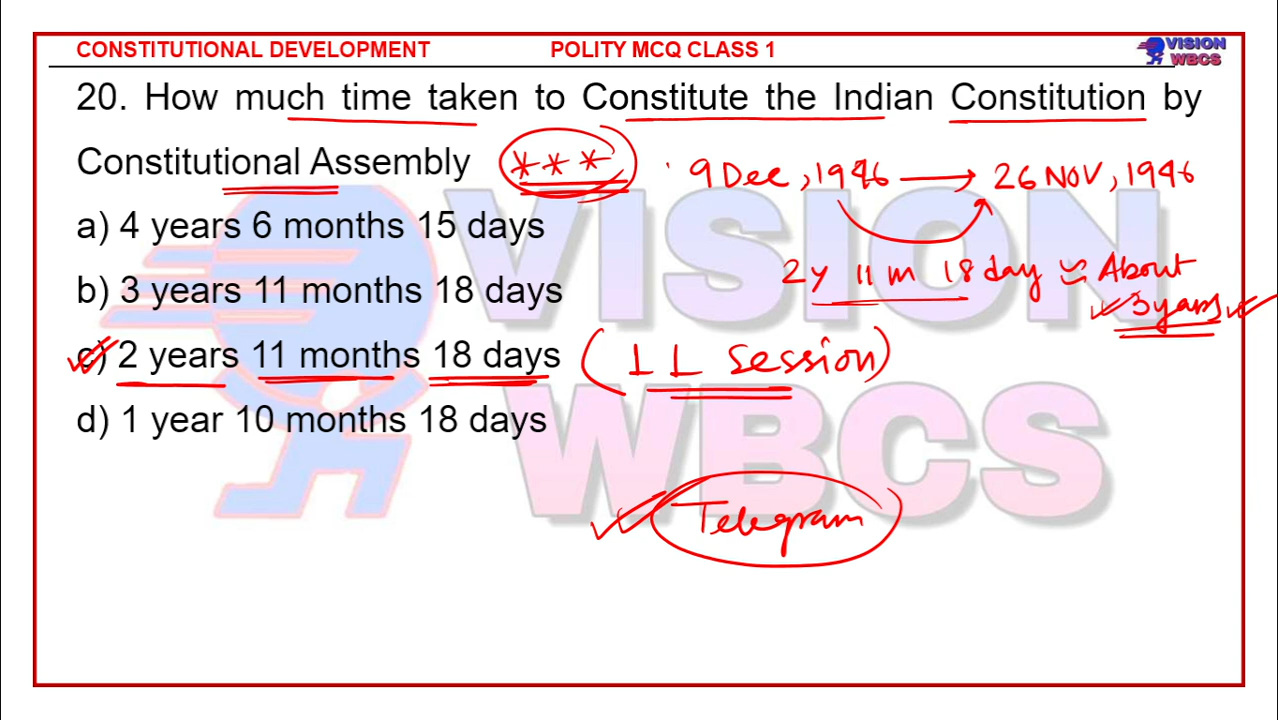 CONSTITUTIONAL DEVELOPMENT POLITY MCQ CLASS 1
VISION
WBCS
20. How much time taken to Constitute the Indian Constitution by
Constitutional Assembly *** 9 Dec, 1946 → 26 NOV, 1946
a) 4 years 6 months 15 days
2y 11 m 18 day ≃ About
b) 3 years 11 months 18 days
3 years
c) 2 years 11 months 18 days (11 session)
d) 1 year 10 months 18 days
Telegram
VISION
WBCS